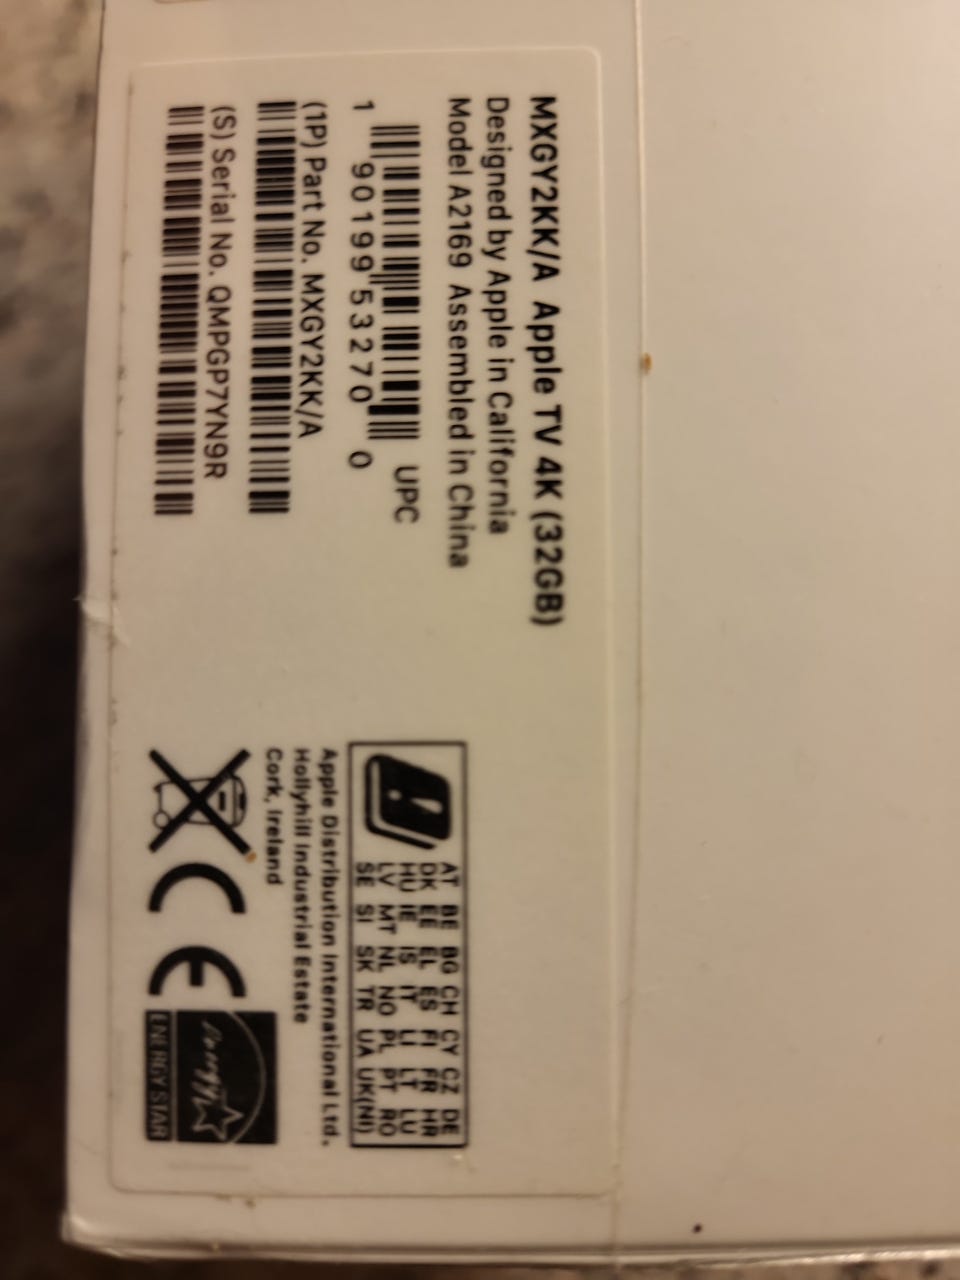 MXGY2KK/A Apple TV 4K (32GB)
Designed by Apple in California
Model A2169 Assembled in China
UPC
1 90199 53270 0
(1P) Part No. MXGY2KK/A
(S) Serial No. QMPGP7YN9R
AT BE BG CH CY CZ DE
DK EE EL ES FI FR HR
HU IE IS IT LI LT LU
LV MT NL NO PL PT RO
SE SI SK TR UA UK(NI)
Apple Distribution International Ltd.,
Hollyhill Industrial Estate
Cork, Ireland
CE
energy
ENERGY STAR